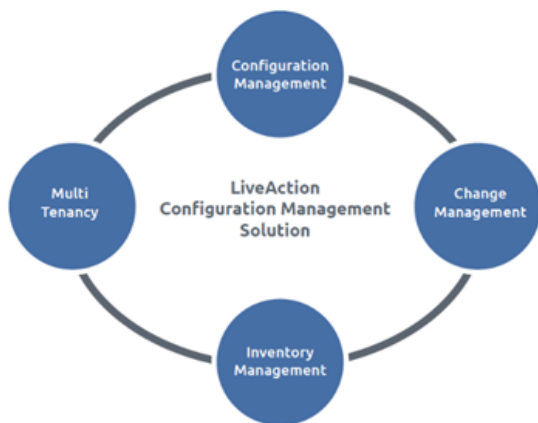 Configuration
Management
Multi
Tenancy
LiveAction
Configuration Management
Solution
Change
Management
Inventory
Management